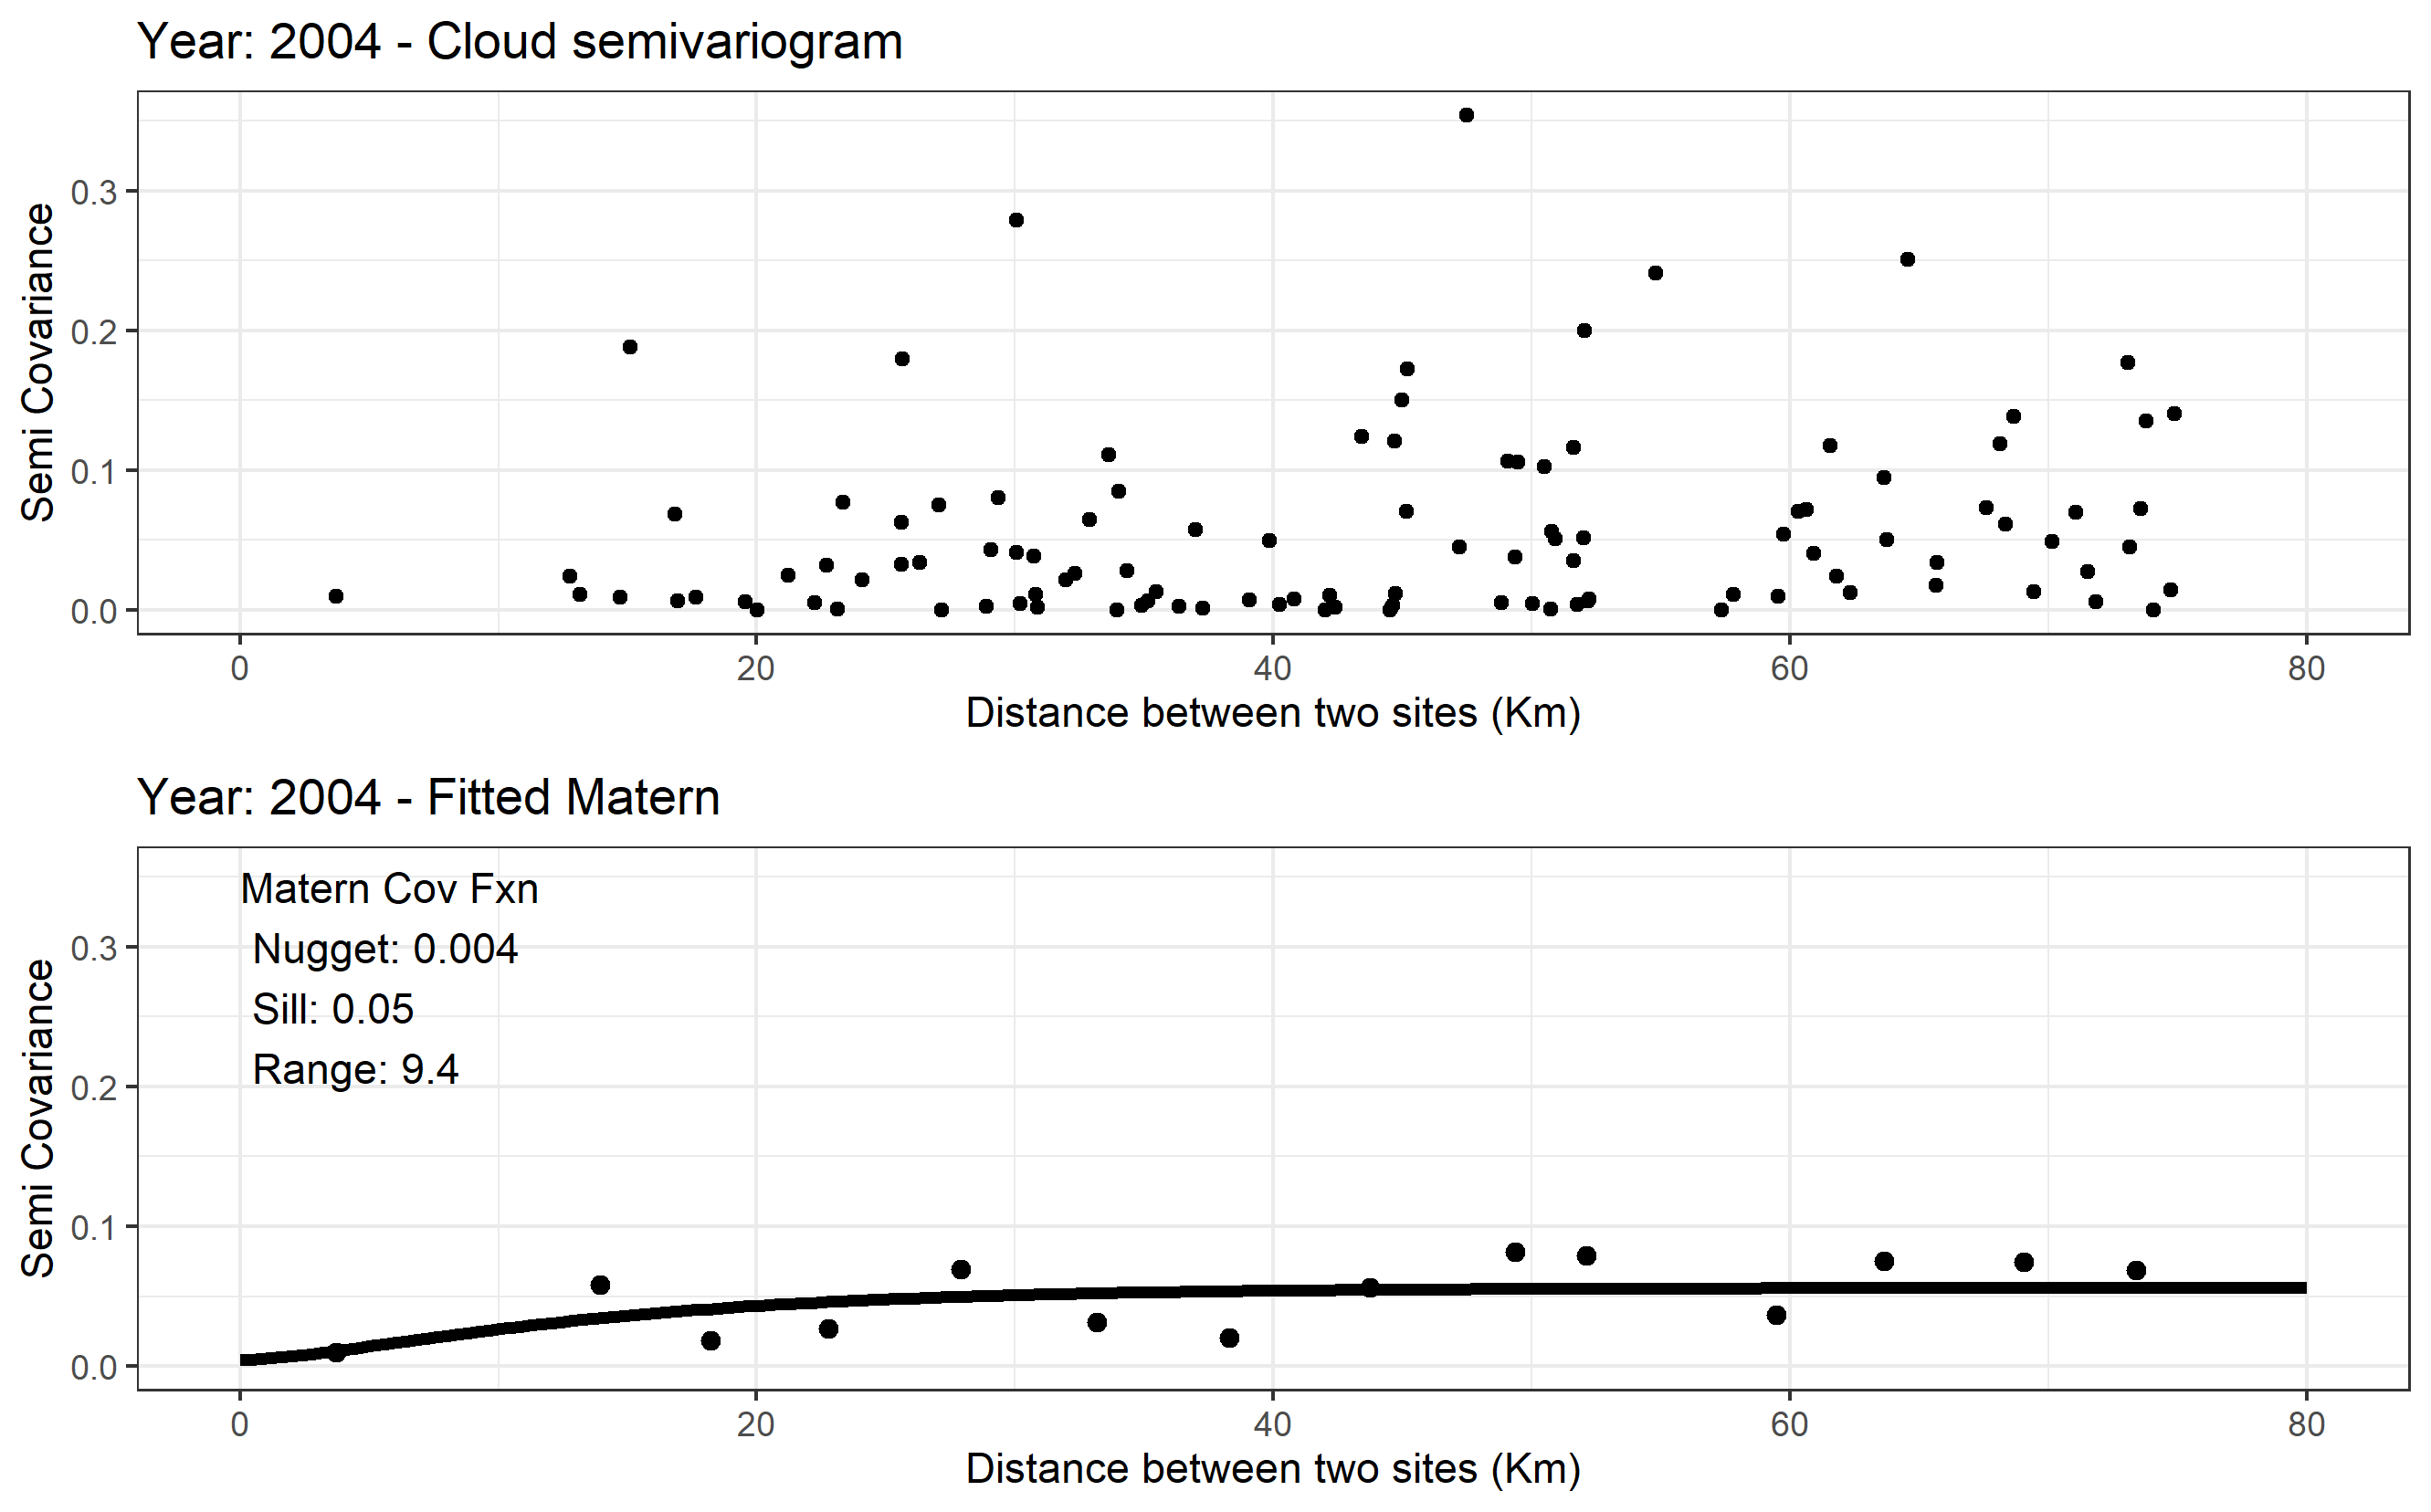 Year: 2004 - Cloud semivariogram
Semi Covariance
0.3
0.2
0.1
0.0
0 20 40 60 80
Distance between two sites (Km)
Year: 2004 - Fitted Matern
Semi Covariance
0.3
0.2
0.1
0.0
Matern Cov Fxn
Nugget: 0.004
Sill: 0.05
Range: 9.4
0 20 40 60 80
Distance between two sites (Km)